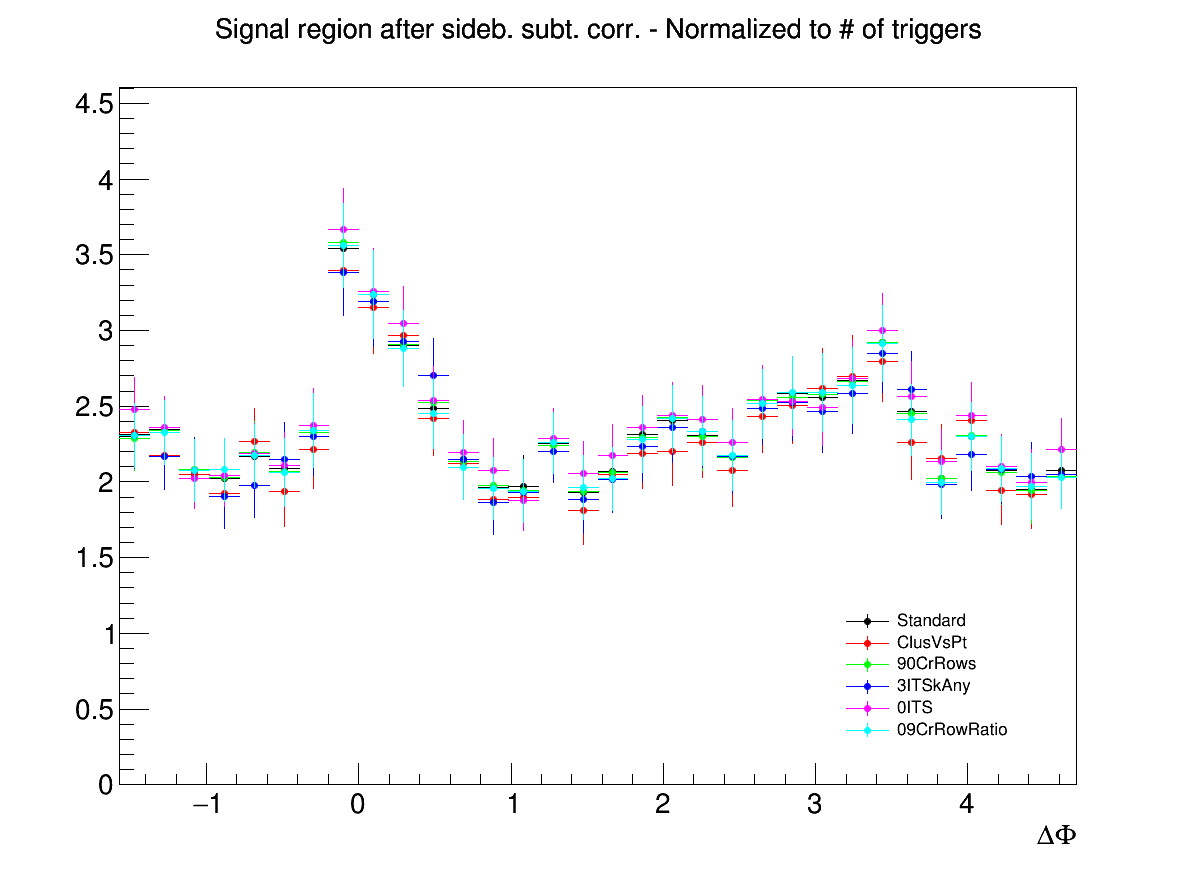 Signal region after sideb. subt. corr. - Normalized to # of triggers
4.5
4
3.5
3
2.5
2
1.5
1
0.5
0
−1 0 1 2 3 4
ΔΦ
Standard
ClusVsPt
90CrRows
3ITSkAny
0ITS
09CrRowRatio